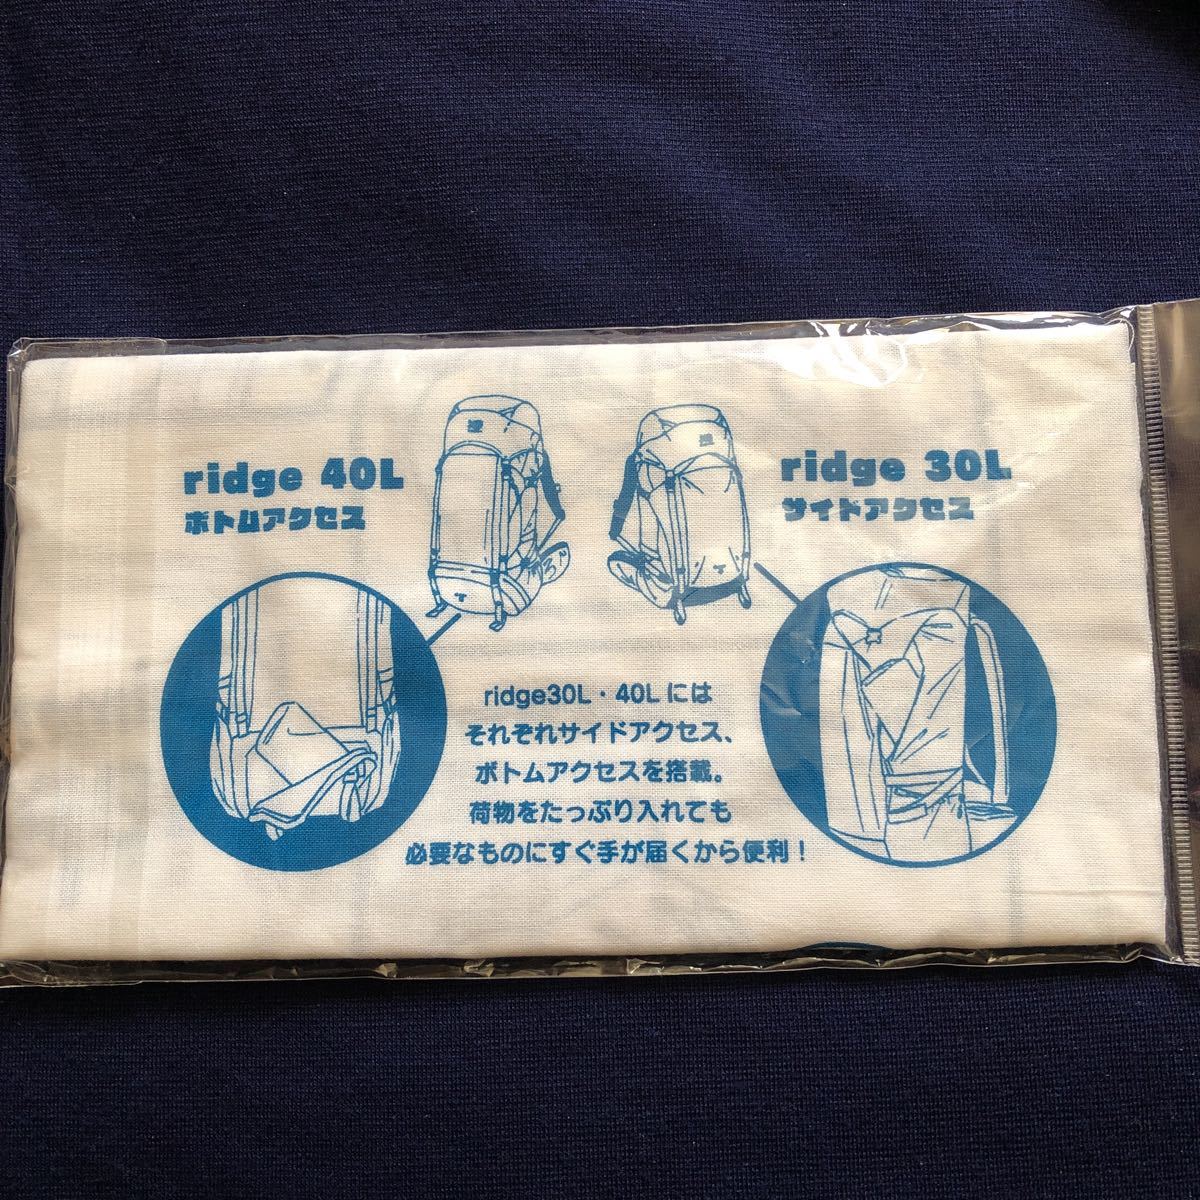 ridge 40L
ボトムアクセス
ridge 30L
サイドアクセス
ridge30L・40Lには
それぞれサイドアクセス、
ボトムアクセスを搭載。
荷物をたっぷり入れても
必要なものにすぐ手が届くから便利！